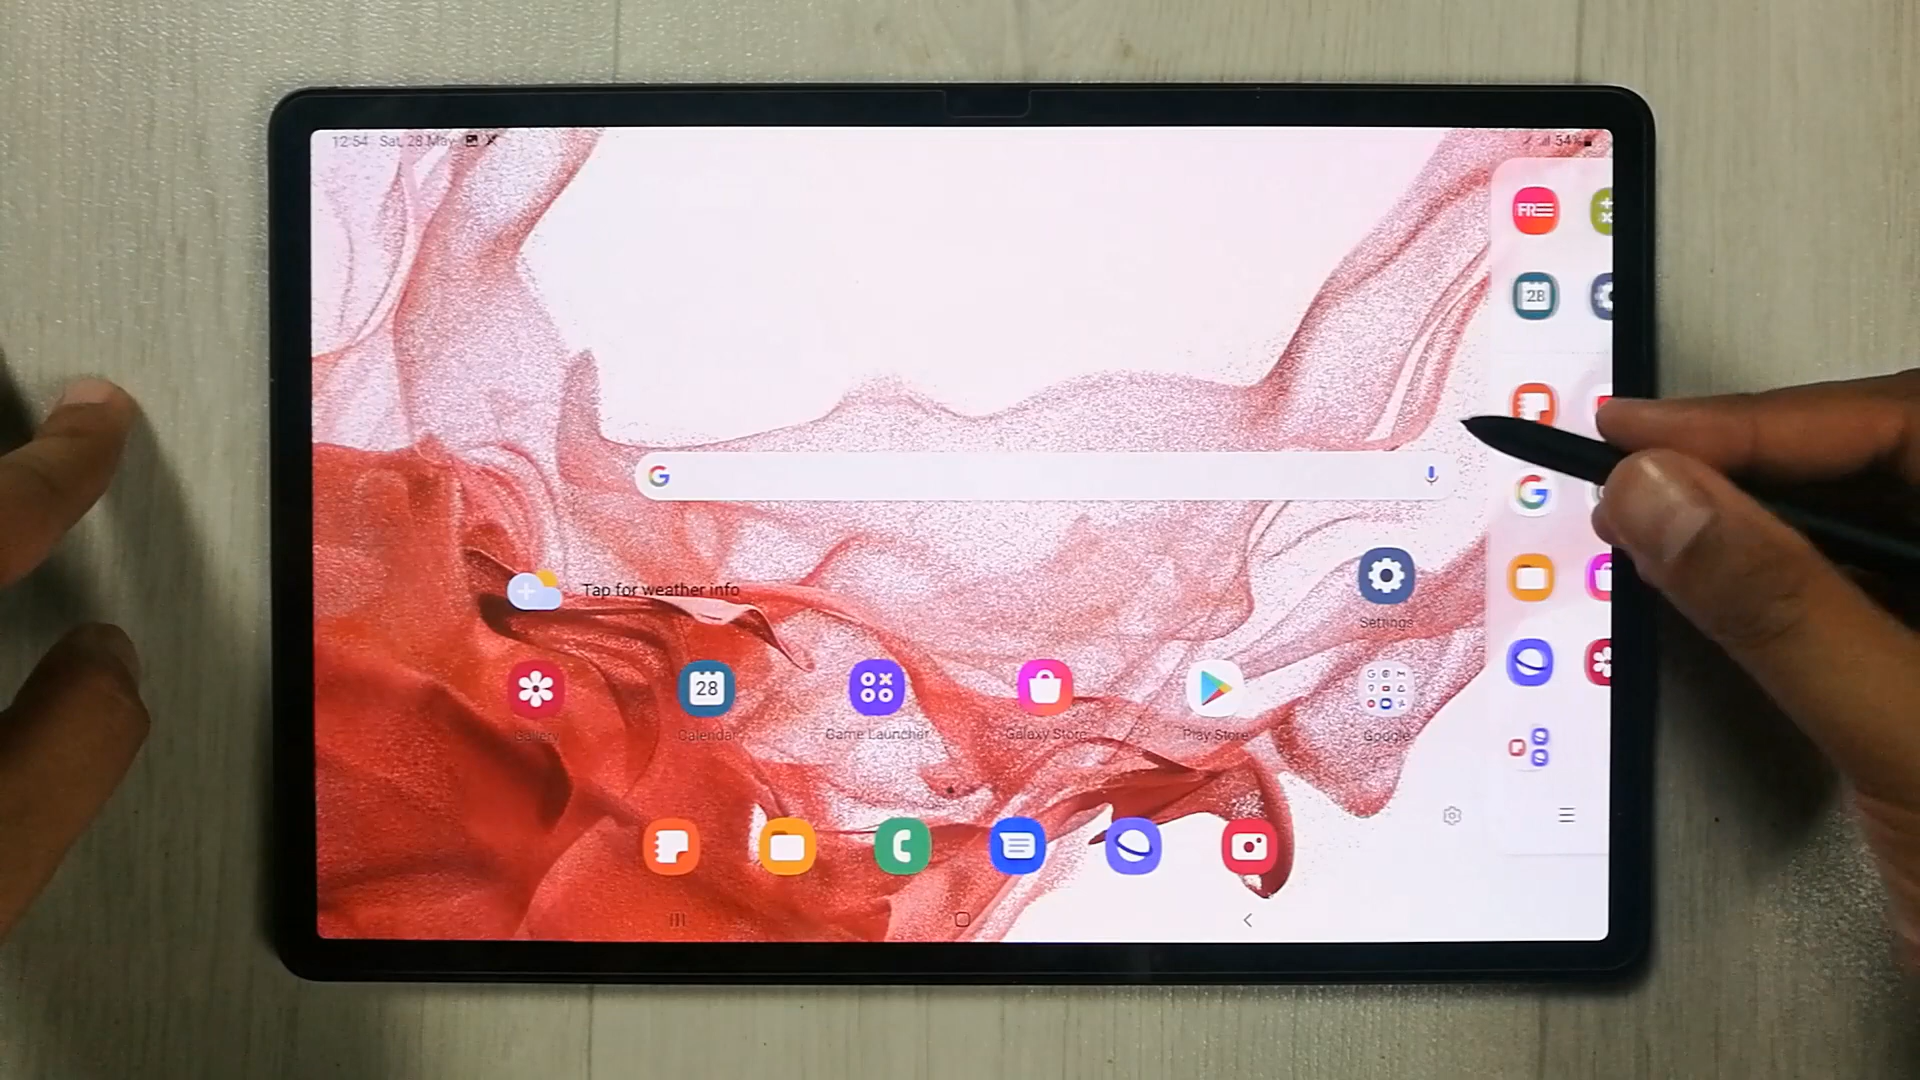 12:54 Sat, 28 May
54%
FREE
28
G
G
Tap for weather info
Settings
28
Gallery
Calendar
Game Launcher
Galaxy Store
Play Store
Google